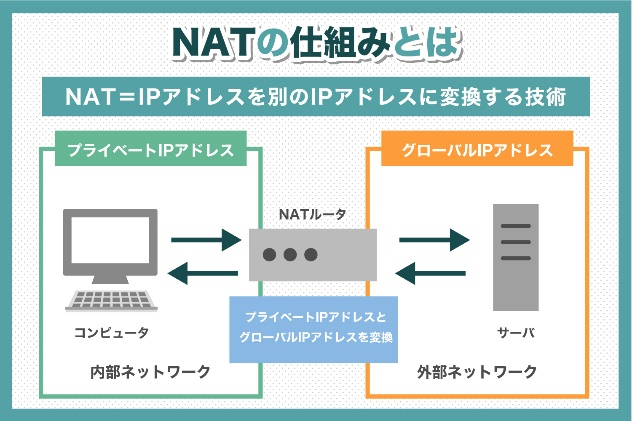 NATの仕組みとは
NAT=IPアドレスを別のIPアドレスに変換する技術
プライベートIPアドレス
グローバルIPアドレス
NATルータ
プライベートIPアドレスと
グローバルIPアドレスを変換
コンピュータ
サーバ
内部ネットワーク
外部ネットワーク